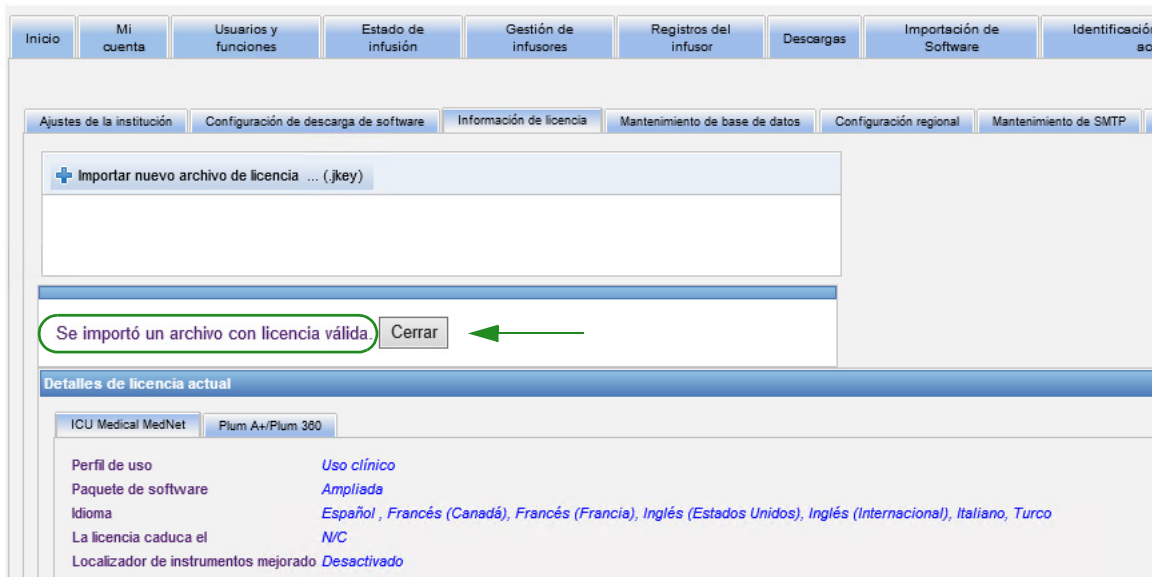 Inicio Mi cuenta Usuarios y funciones Estado de infusión Gestión de infusores Registros del infusor Descargas Importación de Software
Ajustes de la institución Configuración de descarga de software Información de licencia Mantenimiento de base de datos Configuración regional Mantenimiento de SMTP
Importar nuevo archivo de licencia ... (.jkey)
Se importó un archivo con licencia válida. Cerrar
Detalles de licencia actual
ICU Medical MedNet Plum A+/Plum 360
Perfil de uso Uso clínico
Paquete de software Ampliada
Idioma Español , Francés (Canadá), Francés (Francia), Inglés (Estados Unidos), Inglés (Internacional), Italiano, Turco
La licencia caduca el N/C
Localizador de instrumentos mejorado Desactivado